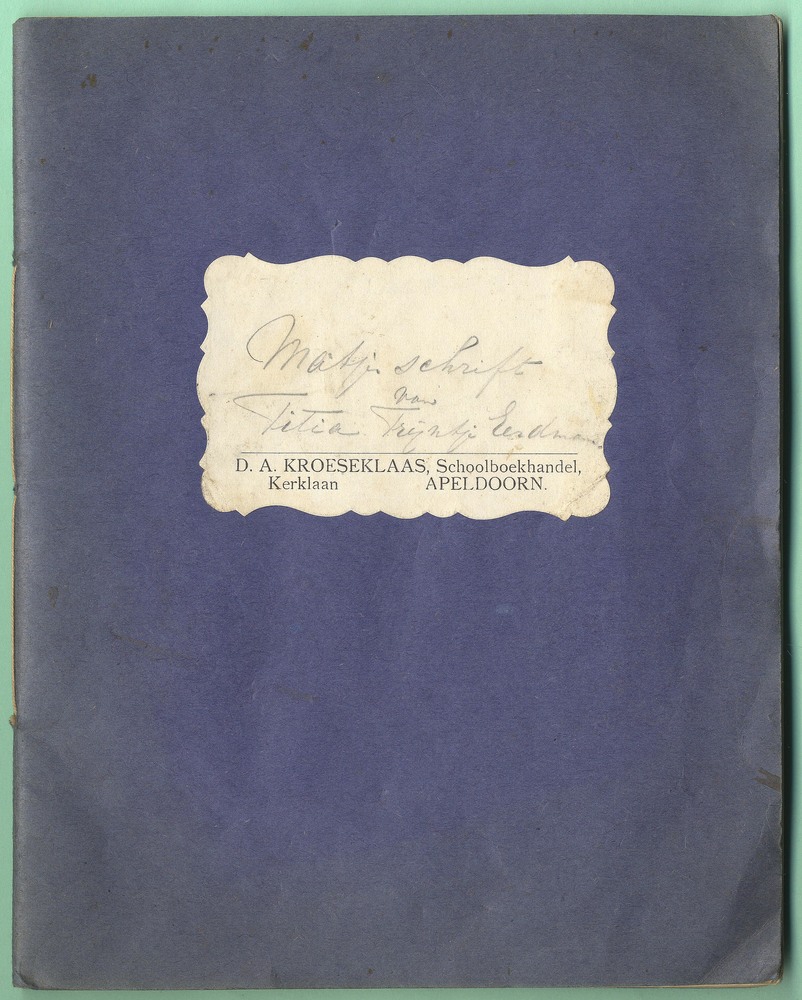 Matje schrift
van
Titia Trijntje Eerdmans
D. A. KROESEKLAAS, Schoolboekhandel,
Kerklaan APELDOORN.